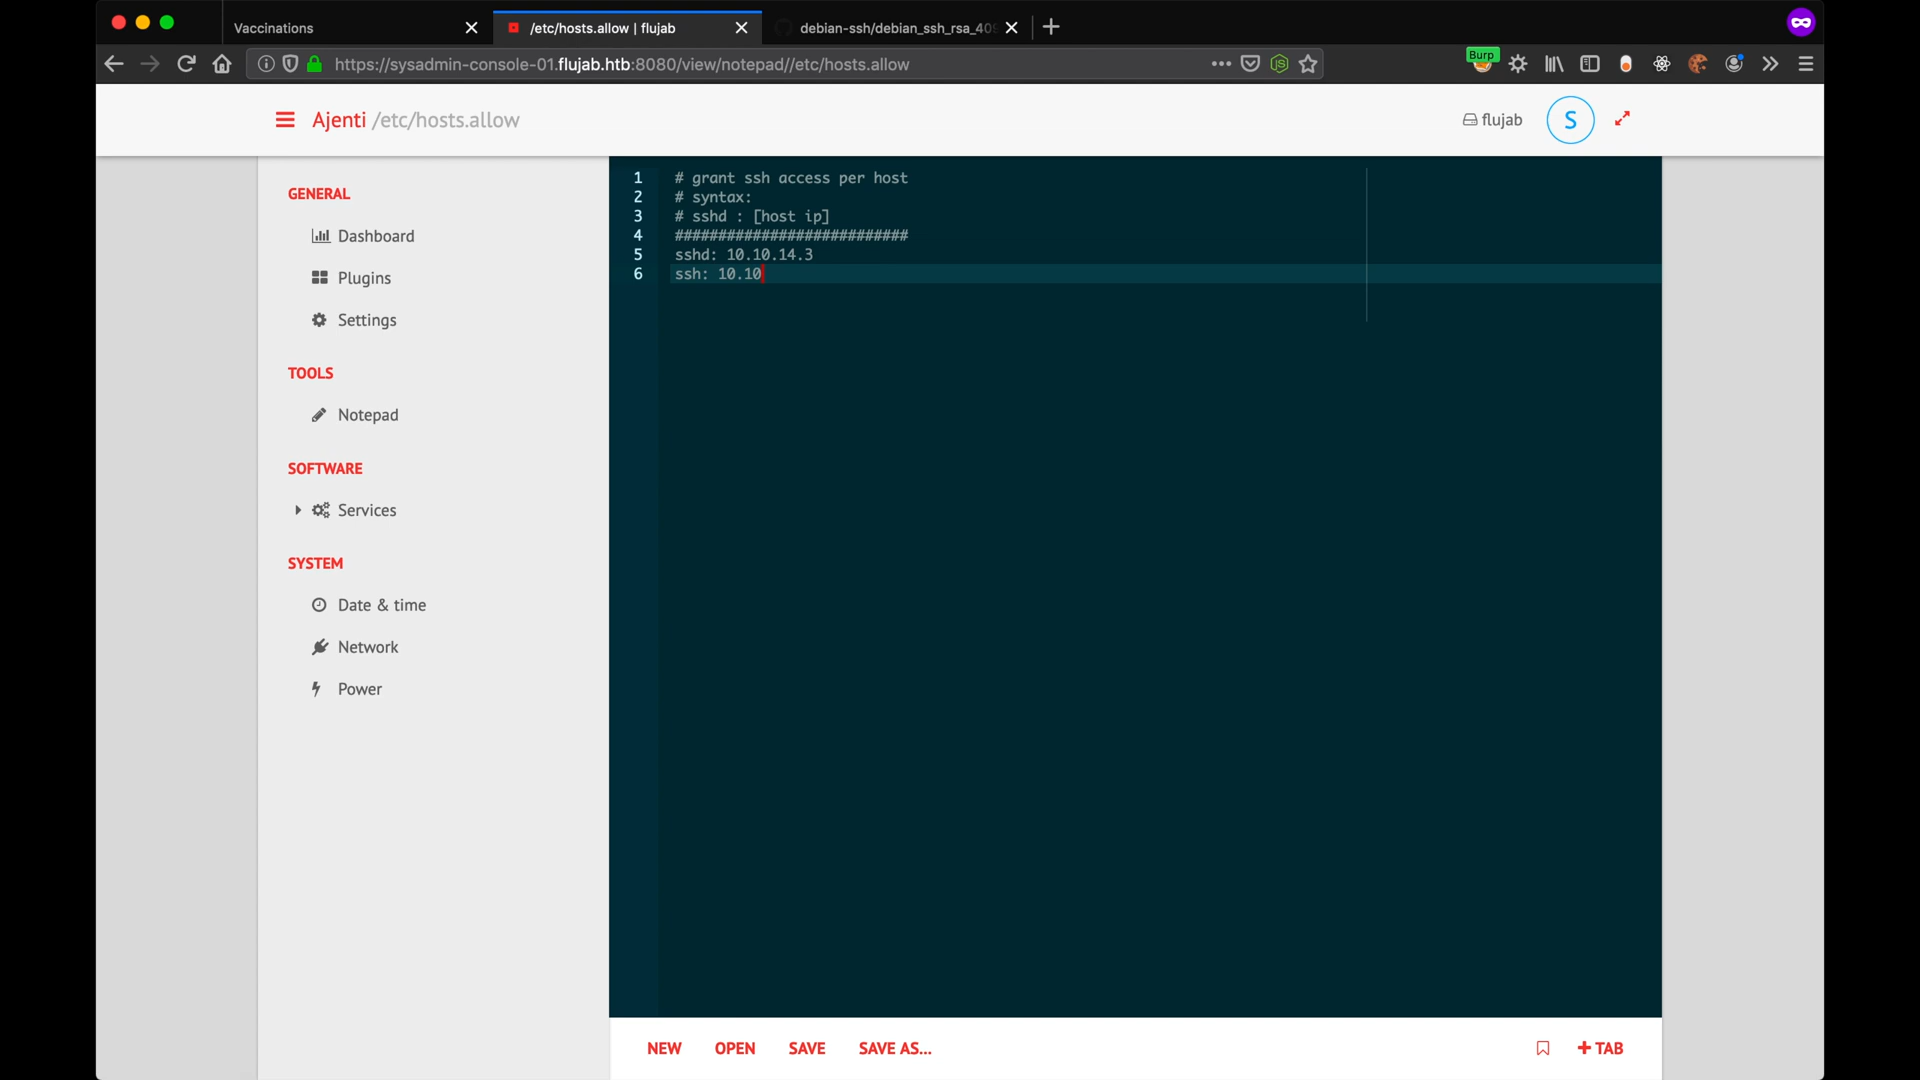 Vaccinations
/etc/hosts.allow | flujab
debian-ssh/debian_ssh_rsa_40
https://sysadmin-console-01.flujab.htb:8080/view/notepad//etc/hosts.allow
Burp
Ajenti /etc/hosts.allow
flujab
S
GENERAL
Dashboard
Plugins
Settings
TOOLS
Notepad
SOFTWARE
Services
SYSTEM
Date & time
Network
Power
1 # grant ssh access per host
2 # syntax:
3 # sshd : [host ip]
4 ###########################
5 sshd: 10.10.14.3
6 ssh: 10.10
NEW OPEN SAVE SAVE AS...
+ TAB